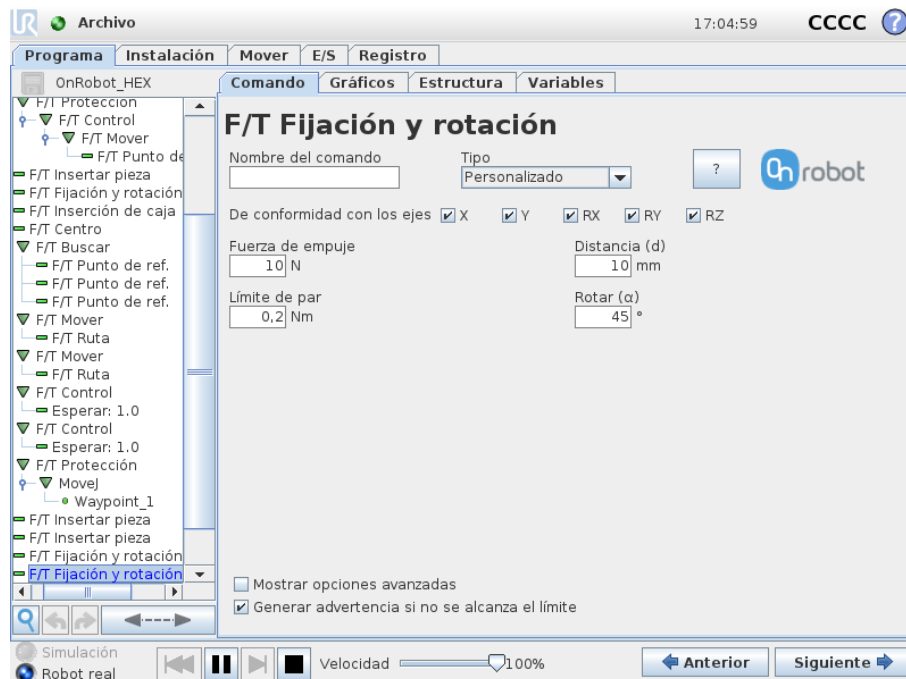 UR Archivo 17:04:59 CCCC ?
Programa Instalación Mover E/S Registro
OnRobot_HEX
Comando Gráficos Estructura Variables
F/T Protección
F/T Control
F/T Mover
F/T Punto de
F/T Insertar pieza
F/T Fijación y rotación
F/T Inserción de caja
F/T Centro
F/T Buscar
F/T Punto de ref.
F/T Punto de ref.
F/T Punto de ref.
F/T Mover
F/T Ruta
F/T Mover
F/T Ruta
F/T Control
Esperar: 1.0
F/T Control
Esperar: 1.0
F/T Protección
MoveJ
Waypoint_1
F/T Insertar pieza
F/T Insertar pieza
F/T Fijación y rotación
F/T Fijación y rotación
F/T Fijación y rotación
Nombre del comando Tipo
Personalizado ? On robot
De conformidad con los ejes X Y RX RY RZ
Fuerza de empuje Distancia (d)
10 N 10 mm
Límite de par Rotar (α)
0,2 Nm 45 °
Mostrar opciones avanzadas
Generar advertencia si no se alcanza el límite
Simulación
Robot real
Velocidad 100% Anterior Siguiente